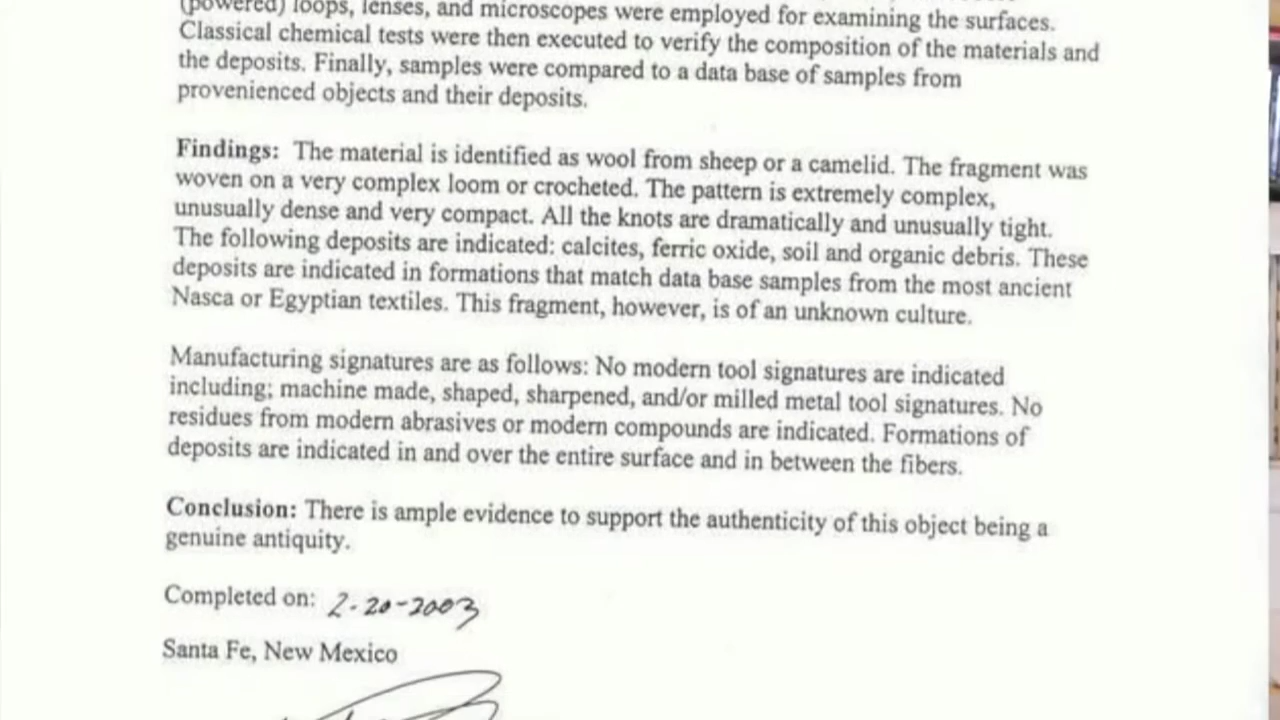 (powered) loops, lenses, and microscopes were employed for examining the surfaces.
Classical chemical tests were then executed to verify the composition of the materials and
the deposits. Finally, samples were compared to a data base of samples from
provenienced objects and their deposits.
Findings: The material is identified as wool from sheep or a camelid. The fragment was
woven on a very complex loom or crocheted. The pattern is extremely complex,
unusually dense and very compact. All the knots are dramatically and unusually tight.
The following deposits are indicated: calcites, ferric oxide, soil and organic debris. These
deposits are indicated in formations that match data base samples from the most ancient
Nasca or Egyptian textiles. This fragment, however, is of an unknown culture.
Manufacturing signatures are as follows: No modern tool signatures are indicated
including; machine made, shaped, sharpened, and/or milled metal tool signatures. No
residues from modern abrasives or modern compounds are indicated. Formations of
deposits are indicated in and over the entire surface and in between the fibers.
Conclusion: There is ample evidence to support the authenticity of this object being a
genuine antiquity.
Completed on: 2-20-2003
Santa Fe, New Mexico